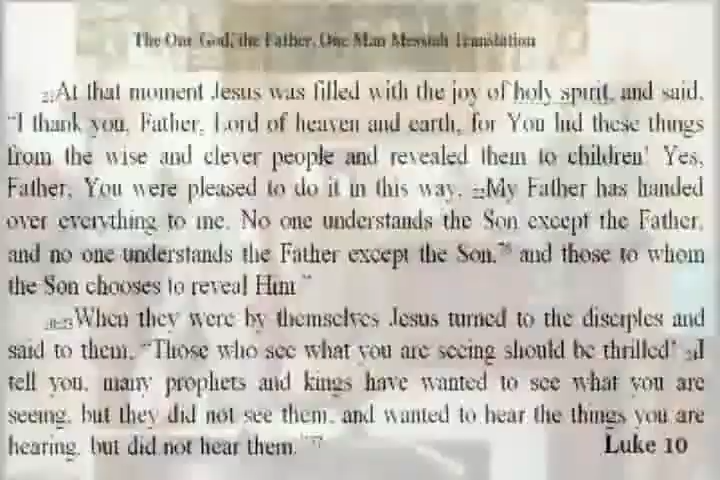 The One God, the Father, One Man Messiah Translation
21At that moment Jesus was filled with the joy of holy spirit, and said,
"I thank you, Father, Lord of heaven and earth, for You hid these things
from the wise and clever people and revealed them to children! Yes,
Father, You were pleased to do it in this way. 22My Father has handed
over everything to me. No one understands the Son except the Father,
and no one understands the Father except the Son,76 and those to whom
the Son chooses to reveal Him."
When they were by themselves Jesus turned to the disciples and
said to them, "Those who see what you are seeing should be thrilled! 24I
tell you, many prophets and kings have wanted to see what you are
seeing, but they did not see them, and wanted to hear the things you are
hearing, but did not hear them."77
Luke 10